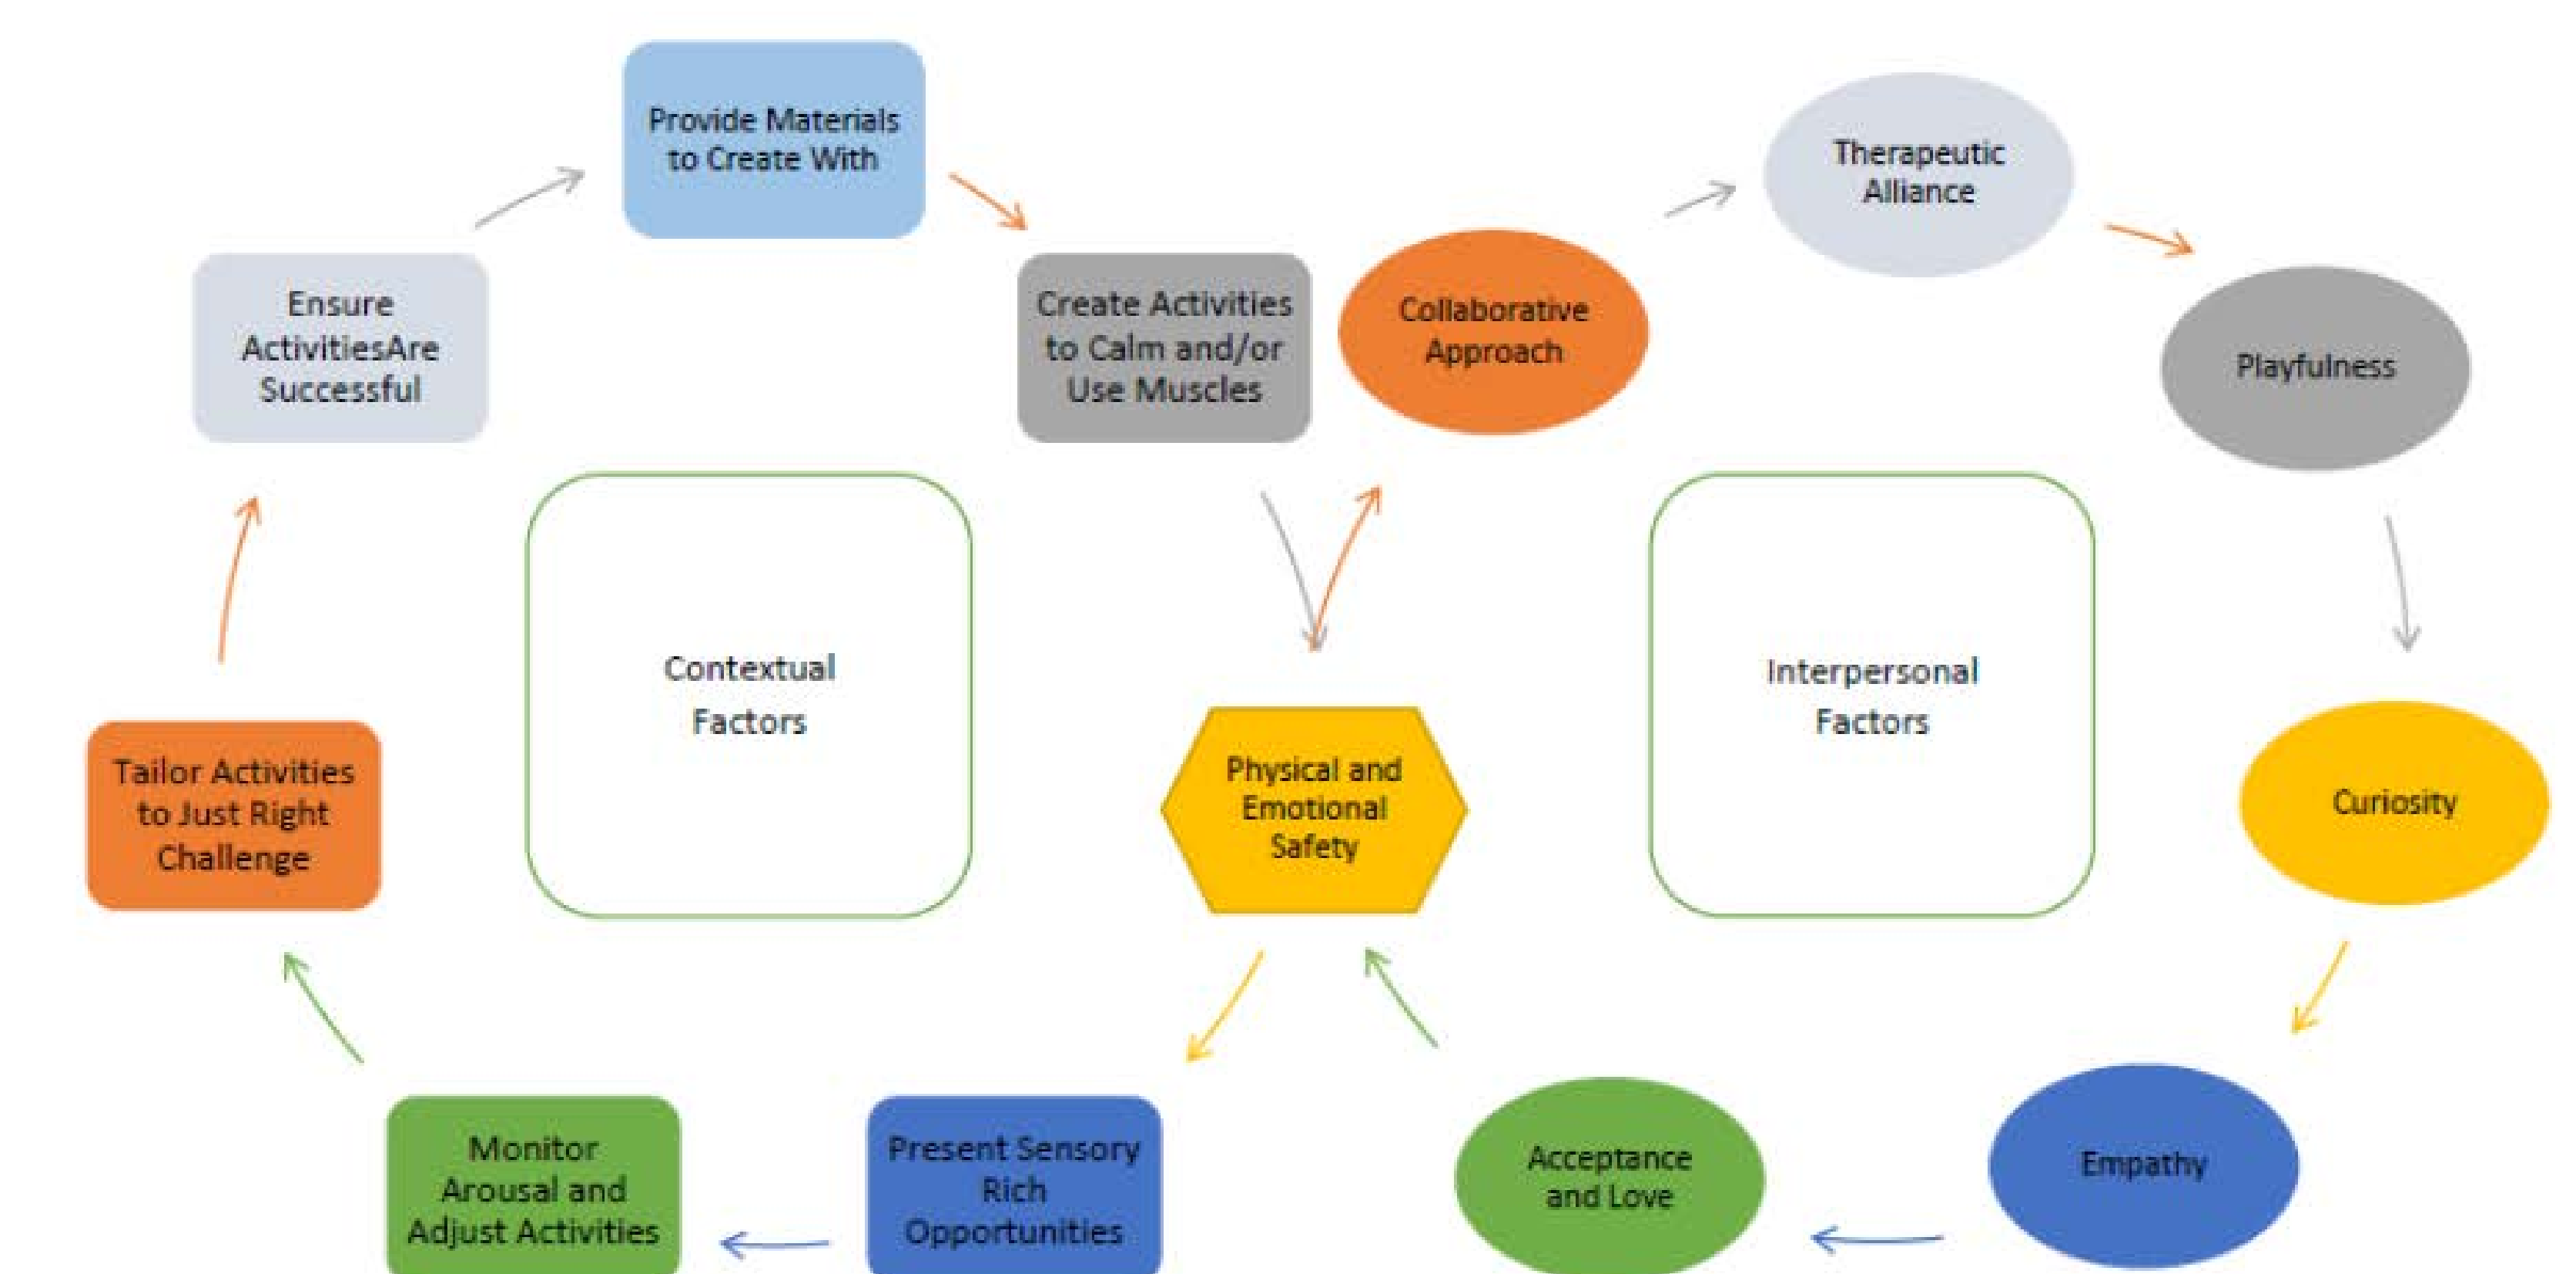 Provide Materials
to Create With
Therapeutic
Alliance
Ensure
ActivitiesAre
Successful
Create Activities
to Calm and/or
Use Muscles
Collaborative
Approach
Playfulness
Contextual
Factors
Interpersonal
Factors
Tailor Activities
to Just Right
Challenge
Physical and
Emotional
Safety
Curiosity
Monitor
Arousal and
Adjust Activities
Present Sensory
Rich
Opportunities
Acceptance
and Love
Empathy